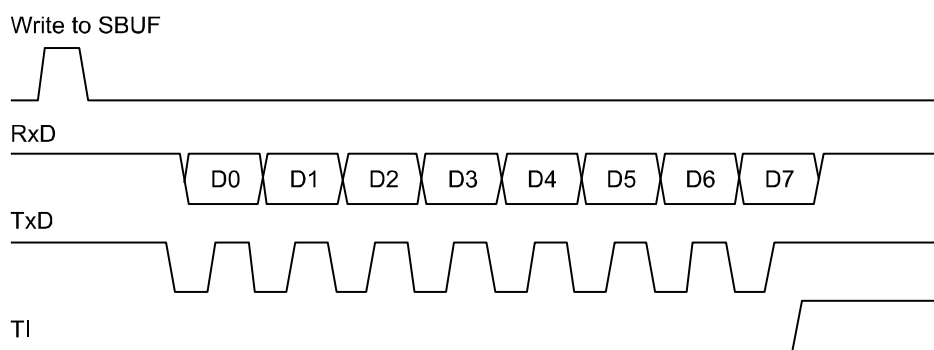 Write to SBUF
RxD
D0 D1 D2 D3 D4 D5 D6 D7
TxD
TI